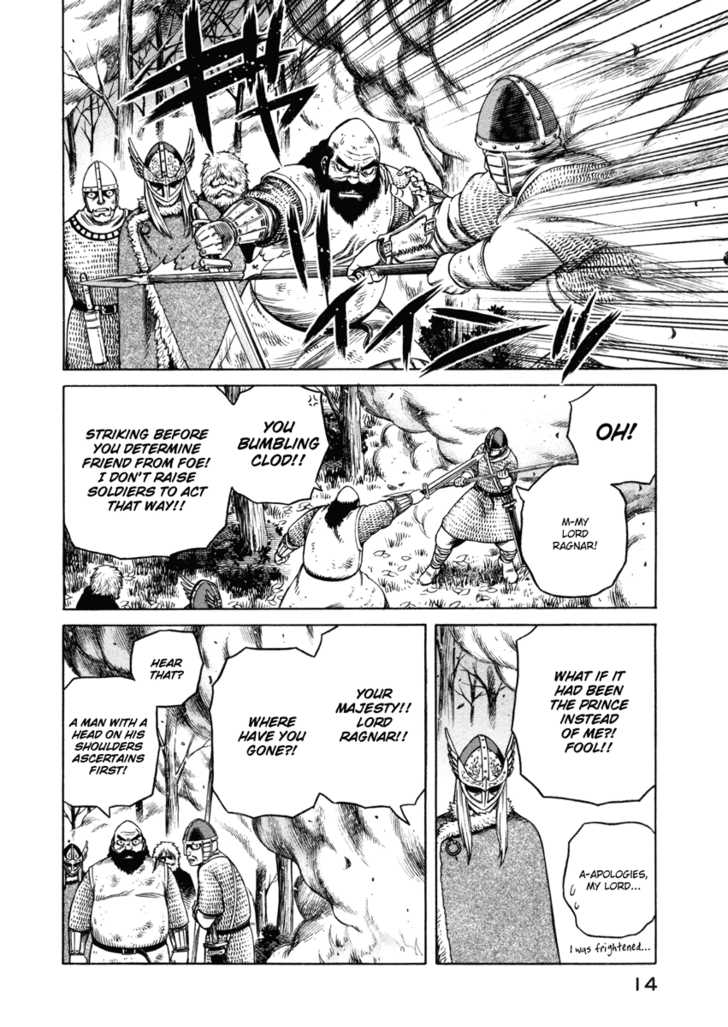 ギギ
ィイン
OH!
M-MY
LORD
RAGNAR!
YOU
BUMBLING
CLOD!!
STRIKING BEFORE
YOU DETERMINE
FRIEND FROM FOE!
I DON'T RAISE
SOLDIERS TO ACT
THAT WAY!!
WHAT IF IT
HAD BEEN
THE PRINCE
INSTEAD
OF ME?!
FOOL!!
A-APOLOGIES,
MY LORD...
I was frightened...
YOUR
MAJESTY!!
LORD
RAGNAR!!
WHERE
HAVE YOU
GONE?!
HEAR
THAT?
A MAN WITH A
HEAD ON HIS
SHOULDERS
ASCERTAINS
FIRST!
14